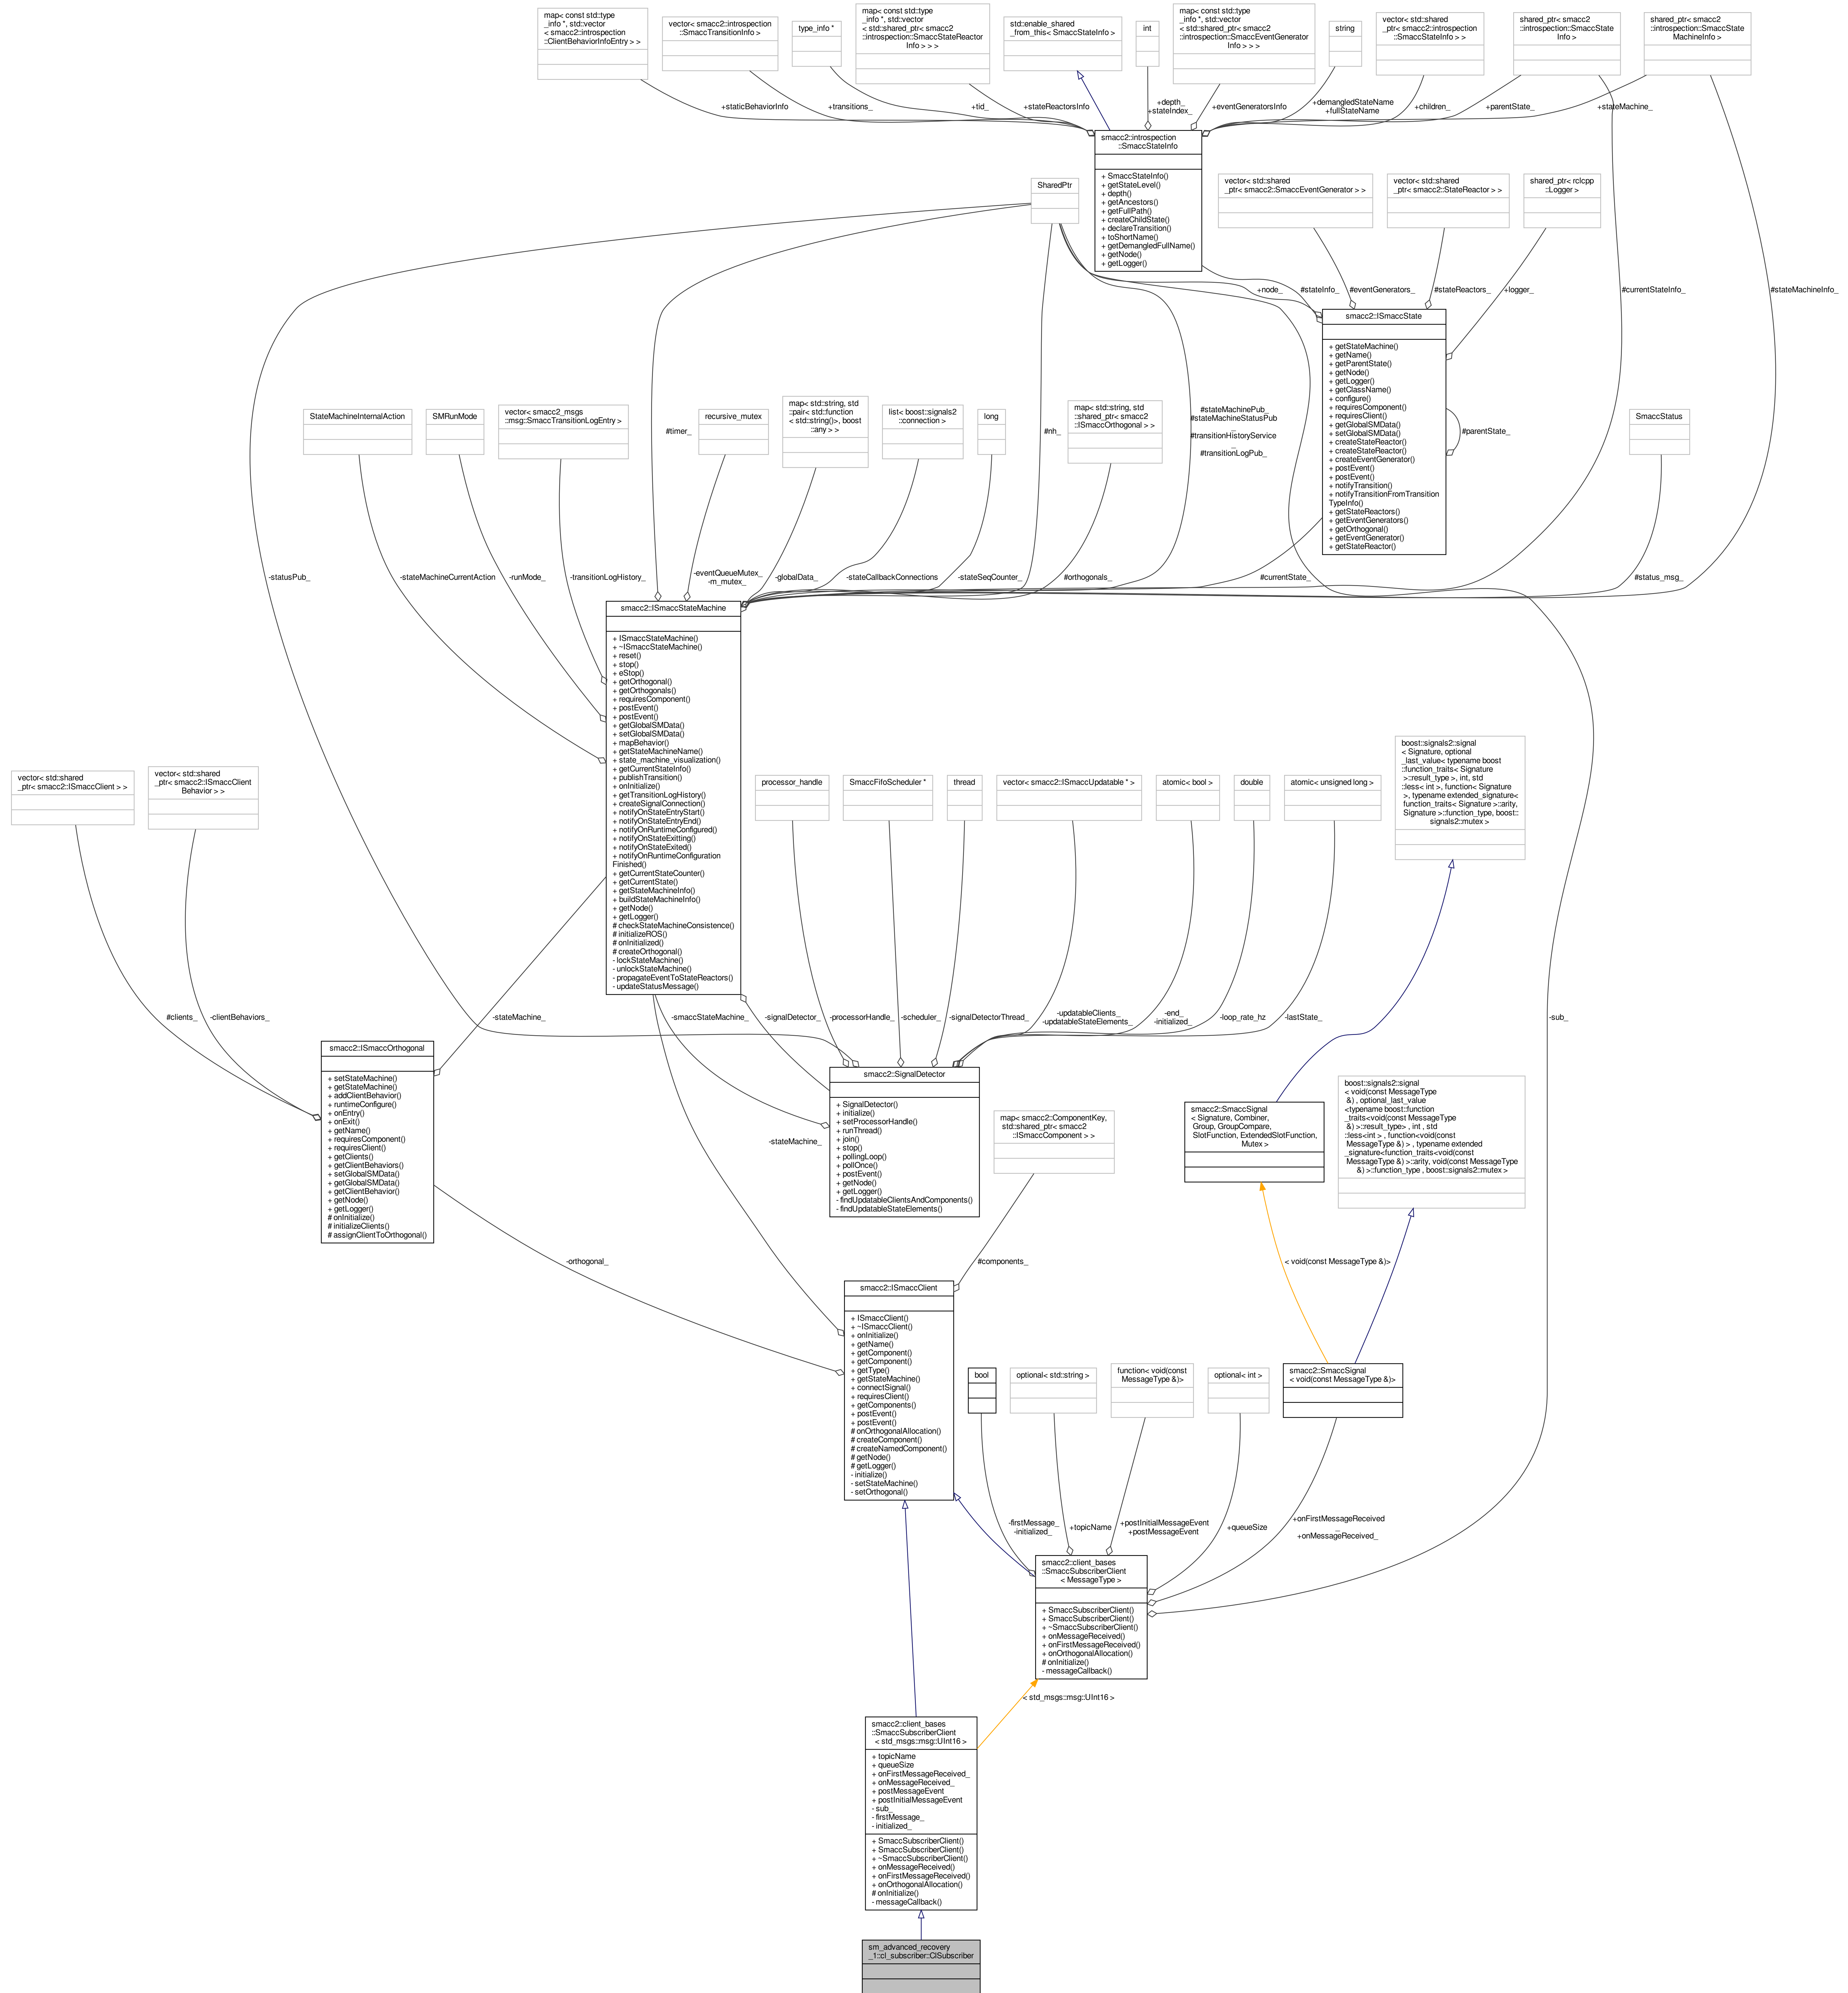 map< const std::type
_info *, std::vector
< smacc2::introspection
::ClientBehaviorInfoEntry > >
vector< smacc2::introspection
::SmaccTransitionInfo >
type_info *
map< const std::type
_info *, std::vector
< std::shared_ptr< smacc2
::introspection::SmaccStateReactor
Info > > >
std::enable_shared
_from_this< SmaccStateInfo >
int
map< const std::type
_info *, std::vector
< std::shared_ptr< smacc2
::introspection::SmaccEventGenerator
Info > > >
string
vector< std::shared
_ptr< smacc2::introspection
::SmaccStateInfo > >
shared_ptr< smacc2
::introspection::SmaccState
Info >
shared_ptr< smacc2
::introspection::SmaccState
MachineInfo >
+staticBehaviorInfo
+transitions_
+tid_
+stateReactorsInfo
+depth_
+stateIndex_
+eventGeneratorsInfo
+demangledStateName
+fullStateName
+children_
+parentState_
+stateMachine_
smacc2::introspection
::SmaccStateInfo
+ SmaccStateInfo()
+ getStateLevel()
+ depth()
+ getAncestors()
+ getFullPath()
+ createChildState()
+ declareTransition()
+ toShortName()
+ getDemangledFullName()
+ getNode()
+ getLogger()
SharedPtr
vector< std::shared
_ptr< smacc2::SmaccEventGenerator > >
vector< std::shared
_ptr< smacc2::StateReactor > >
shared_ptr< rclcpp
::Logger >
+node_
#stateInfo_
#eventGenerators_
#stateReactors_
+logger_
#currentStateInfo_
#stateMachineInfo_
smacc2::ISmaccState
+ getStateMachine()
+ getName()
+ getParentState()
+ getNode()
+ getLogger()
+ getClassName()
+ configure()
+ requiresComponent()
+ requiresClient()
+ getGlobalSMData()
+ setGlobalSMData()
+ createStateReactor()
+ createStateReactor()
+ createEventGenerator()
+ postEvent()
+ postEvent()
+ notifyTransition()
+ notifyTransitionFromTransition
TypeInfo()
+ getStateReactors()
+ getEventGenerators()
+ getOrthogonal()
+ getEventGenerator()
+ getStateReactor()
#parentState_
StateMachineInternalAction
SMRunMode
vector< smacc2_msgs
::msg::SmaccTransitionLogEntry >
#timer_
recursive_mutex
map< std::string, std
::pair< std::function
< std::string()>, boost
::any > >
list< boost::signals2
::connection >
long
#nh_
map< std::string, std
::shared_ptr< smacc2
::ISmaccOrthogonal > >
#stateMachinePub_
#stateMachineStatusPub
_
#transitionHistoryService
_
#transitionLogPub_
SmaccStatus
-statusPub_
-stateMachineCurrentAction
-runMode_
-transitionLogHistory_
-eventQueueMutex_
-m_mutex_
-globalData_
-stateCallbackConnections
-stateSeqCounter_
#orthogonals_
#currentState_
#status_msg_
smacc2::ISmaccStateMachine
+ ISmaccStateMachine()
+ ~ISmaccStateMachine()
+ reset()
+ stop()
+ eStop()
+ getOrthogonal()
+ getOrthogonals()
+ requiresComponent()
+ postEvent()
+ postEvent()
+ getGlobalSMData()
+ setGlobalSMData()
+ mapBehavior()
+ getStateMachineName()
+ state_machine_visualization()
+ getCurrentStateInfo()
+ publishTransition()
+ onInitialize()
+ getTransitionLogHistory()
+ createSignalConnection()
+ notifyOnStateEntryStart()
+ notifyOnStateEntryEnd()
+ notifyOnRuntimeConfigured()
+ notifyOnStateExitting()
+ notifyOnStateExited()
+ notifyOnRuntimeConfiguration
Finished()
+ getCurrentStateCounter()
+ getCurrentState()
+ getStateMachineInfo()
+ buildStateMachineInfo()
+ getNode()
+ getLogger()
# checkStateMachineConsistence()
# initializeROS()
# onInitialized()
# createOrthogonal()
- lockStateMachine()
- unlockStateMachine()
- propagateEventToStateReactors()
- updateStatusMessage()
vector< std::shared
_ptr< smacc2::ISmaccClient > >
vector< std::shared
_ptr< smacc2::ISmaccClient
Behavior > >
processor_handle
SmaccFifoScheduler *
thread
vector< smacc2::ISmaccUpdatable * >
atomic< bool >
double
atomic< unsigned long >
boost::signals2::signal
< Signature, optional
_last_value< typename boost
::function_traits< Signature
>::result_type >, int, std
::less< int >, function< Signature
>, typename extended_signature<
function_traits< Signature >::arity,
Signature >::function_type, boost::
signals2::mutex >
#clients_
-clientBehaviors_
-stateMachine_
-smaccStateMachine_
-signalDetector_
-processorHandle_
-scheduler_
-signalDetectorThread_
-updatableClients_
-updatableStateElements_
-end_
-initialized_
-loop_rate_hz
-lastState_
-sub_
smacc2::ISmaccOrthogonal
+ setStateMachine()
+ getStateMachine()
+ addClientBehavior()
+ runtimeConfigure()
+ onEntry()
+ onExit()
+ getName()
+ requiresComponent()
+ requiresClient()
+ getClients()
+ getClientBehaviors()
+ setGlobalSMData()
+ getGlobalSMData()
+ getClientBehavior()
+ getNode()
+ getLogger()
# onInitialize()
# initializeClients()
# assignClientToOrthogonal()
smacc2::SignalDetector
+ SignalDetector()
+ initialize()
+ setProcessorHandle()
+ runThread()
+ join()
+ stop()
+ pollingLoop()
+ pollOnce()
+ postEvent()
+ getNode()
+ getLogger()
- findUpdatableClientsAndComponents()
- findUpdatableStateElements()
-stateMachine_
map< smacc2::ComponentKey,
std::shared_ptr< smacc2
::ISmaccComponent > >
smacc2::SmaccSignal
< Signature, Combiner,
Group, GroupCompare,
SlotFunction, ExtendedSlotFunction,
Mutex >
boost::signals2::signal
< void(const MessageType
&) , optional_last_value
<typename boost::function
_traits<void(const MessageType
&) >::result_type> , int , std
::less<int > , function<void(const
MessageType &) > , typename extended
_signature<function_traits<void(const
MessageType &) >::arity, void(const MessageType
&) >::function_type , boost::signals2::mutex >
-orthogonal_
#components_
< void(const MessageType &)>
smacc2::ISmaccClient
+ ISmaccClient()
+ ~ISmaccClient()
+ onInitialize()
+ getName()
+ getComponent()
+ getComponent()
+ getType()
+ getStateMachine()
+ connectSignal()
+ requiresClient()
+ getComponents()
+ postEvent()
+ postEvent()
# onOrthogonalAllocation()
# createComponent()
# createNamedComponent()
# getNode()
# getLogger()
- initialize()
- setStateMachine()
- setOrthogonal()
bool
optional< std::string >
function< void(const
MessageType &)>
optional< int >
smacc2::SmaccSignal
< void(const MessageType &)>
-firstMessage_
-initialized_
+topicName
+postInitialMessageEvent
+postMessageEvent
+queueSize
+onFirstMessageReceived
_
+onMessageReceived_
smacc2::client_bases
::SmaccSubscriberClient
< MessageType >
+ SmaccSubscriberClient()
+ SmaccSubscriberClient()
+ ~SmaccSubscriberClient()
+ onMessageReceived()
+ onFirstMessageReceived()
+ onOrthogonalAllocation()
# onInitialize()
- messageCallback()
< std_msgs::msg::UInt16 >
smacc2::client_bases
::SmaccSubscriberClient
< std_msgs::msg::UInt16 >
+ topicName
+ queueSize
+ onFirstMessageReceived_
+ onMessageReceived_
+ postMessageEvent
+ postInitialMessageEvent
- sub_
- firstMessage_
- initialized_
+ SmaccSubscriberClient()
+ SmaccSubscriberClient()
+ ~SmaccSubscriberClient()
+ onMessageReceived()
+ onFirstMessageReceived()
+ onOrthogonalAllocation()
# onInitialize()
- messageCallback()
sm_advanced_recovery
_1::cl_subscriber::ClSubscriber